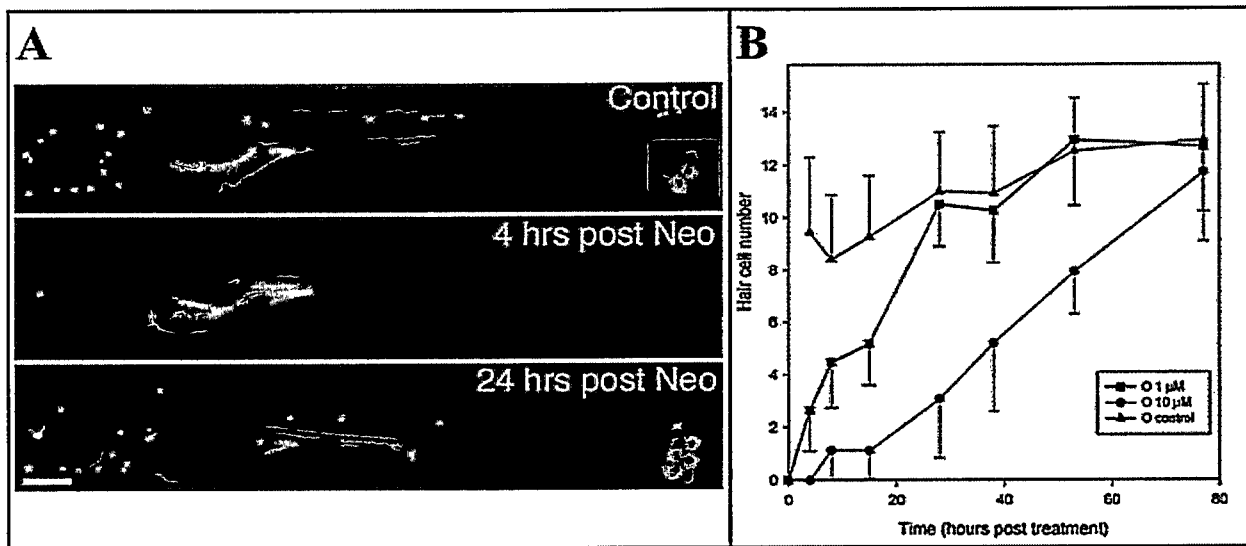 A
Control
4 hrs post Neo
24 hrs post Neo
B
Hair cell number
14
12
10
8
6
4
2
0
0
20
40
60
80
O 1 µM
O 10 µM
O control
Time (hours post treatment)